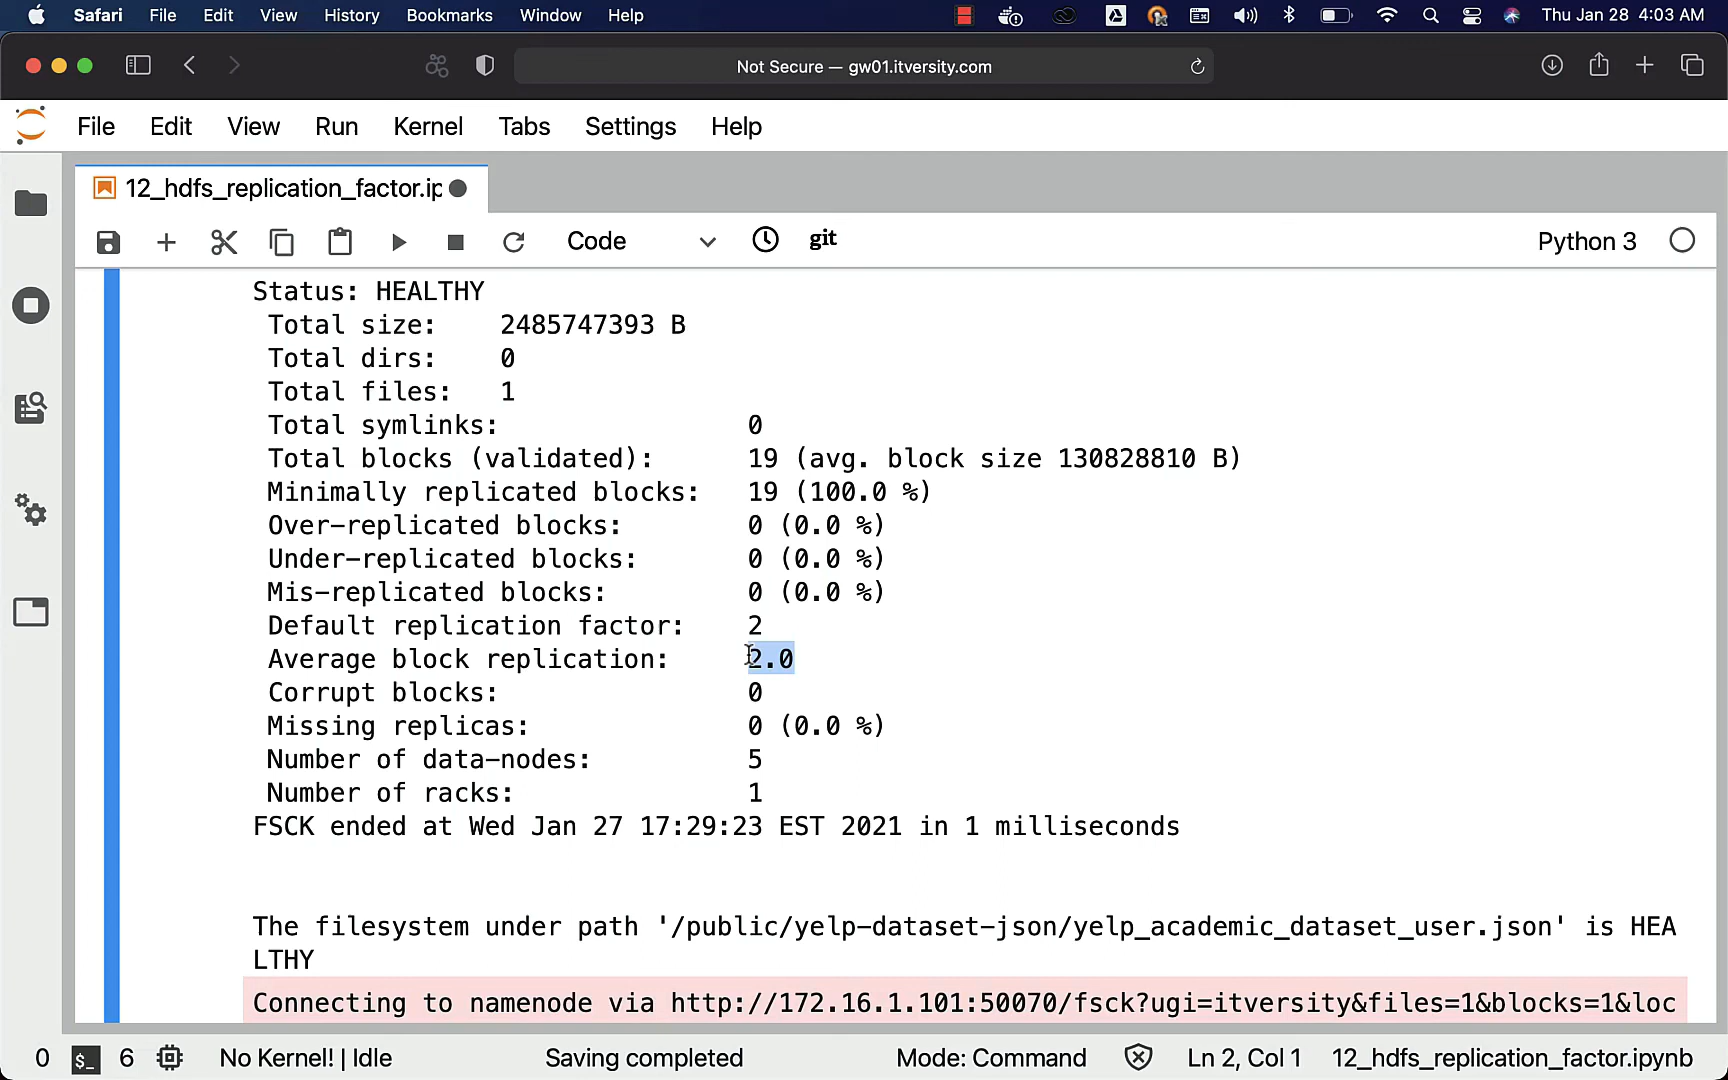 Safari File Edit View History Bookmarks Window Help Thu Jan 28 4:03 AM
Not Secure — gw01.itversity.com
File Edit View Run Kernel Tabs Settings Help
12_hdfs_replication_factor.ip
Code git Python 3
Status: HEALTHY
Total size: 2485747393 B
Total dirs: 0
Total files: 1
Total symlinks: 0
Total blocks (validated): 19 (avg. block size 130828810 B)
Minimally replicated blocks: 19 (100.0 %)
Over-replicated blocks: 0 (0.0 %)
Under-replicated blocks: 0 (0.0 %)
Mis-replicated blocks: 0 (0.0 %)
Default replication factor: 2
Average block replication: 2.0
Corrupt blocks: 0
Missing replicas: 0 (0.0 %)
Number of data-nodes: 5
Number of racks: 1
FSCK ended at Wed Jan 27 17:29:23 EST 2021 in 1 milliseconds
The filesystem under path '/public/yelp-dataset-json/yelp_academic_dataset_user.json' is HEA
LTHY
Connecting to namenode via http://172.16.1.101:50070/fsck?ugi=itversity&files=1&blocks=1&loc
0 $_ 6 No Kernel! | Idle Saving completed Mode: Command Ln 2, Col 1 12_hdfs_replication_factor.ipynb